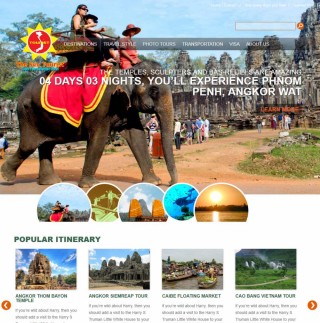 DESTINATIONS TRAVEL STYLE PHOTO TOURS TRANSPORTATION VISA ABOUT US
THE TEMPLES, SCULPTERS AND BAS-RELIEFS ARE AMAZING
04 DAYS 03 NIGHTS, YOU'LL EXPERIENCE PHNOM
PENH, ANGKOR WAT
LEARN MORE
POPULAR ITINERARY
ANGKOR THOM BAYON
TEMPLE
If you're wild about Harry, then you
should add a visit to the Harry S
Truman Little White House to your
ANGKOR SIEMREAP TOUR
If you're wild about Harry, then you
should add a visit to the Harry S
Truman Little White House to your
CAIBE FLOATING MARKET
If you're wild about Harry, then you
should add a visit to the Harry S
Truman Little White House to your
CAO BANG VIETNAM TOUR
If you're wild about Harry, then you
should add a visit to the Harry S
Truman Little White House to your